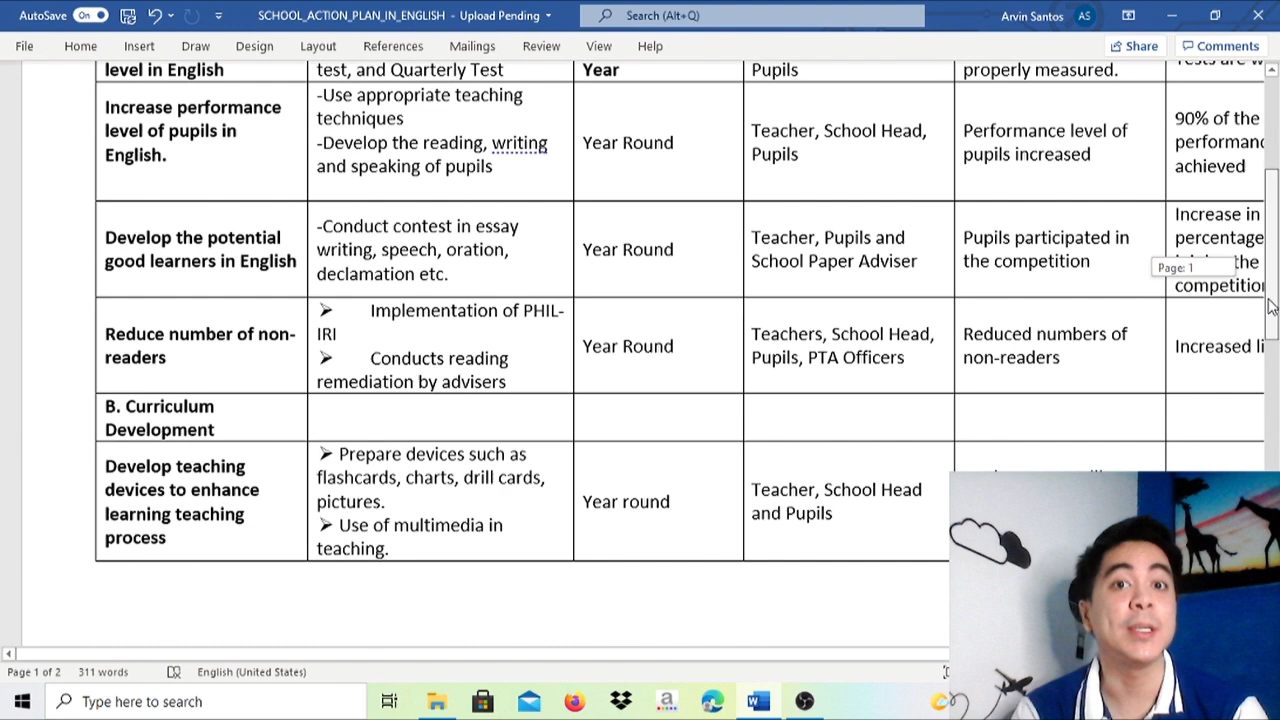 AutoSave On SCHOOL_ACTION_PLAN_IN_ENGLISH - Upload Pending Search (Alt+Q) Arvin Santos AS
File Home Insert Draw Design Layout References Mailings Review View Help Share Comments
level in English
test, and Quarterly Test
Year
Pupils
properly measured.
Increase performance
level of pupils in
English.
-Use appropriate teaching
techniques
-Develop the reading, writing
and speaking of pupils
Year Round
Teacher, School Head,
Pupils
Performance level of
pupils increased
90% of the
performanc
achieved
Develop the potential
good learners in English
-Conduct contest in essay
writing, speech, oration,
declamation etc.
Year Round
Teacher, Pupils and
School Paper Adviser
Pupils participated in
the competition
Increase in
percentage
the
competition
Page: 1
Reduce number of non-
readers
➢ Implementation of PHIL-
IRI
➢ Conducts reading
remediation by advisers
Year Round
Teachers, School Head,
Pupils, PTA Officers
Reduced numbers of
non-readers
Increased li
B. Curriculum
Development
Develop teaching
devices to enhance
learning teaching
process
➢ Prepare devices such as
flashcards, charts, drill cards,
pictures.
➢ Use of multimedia in
teaching.
Year round
Teacher, School Head
and Pupils
Page 1 of 2 311 words English (United States)
Type here to search